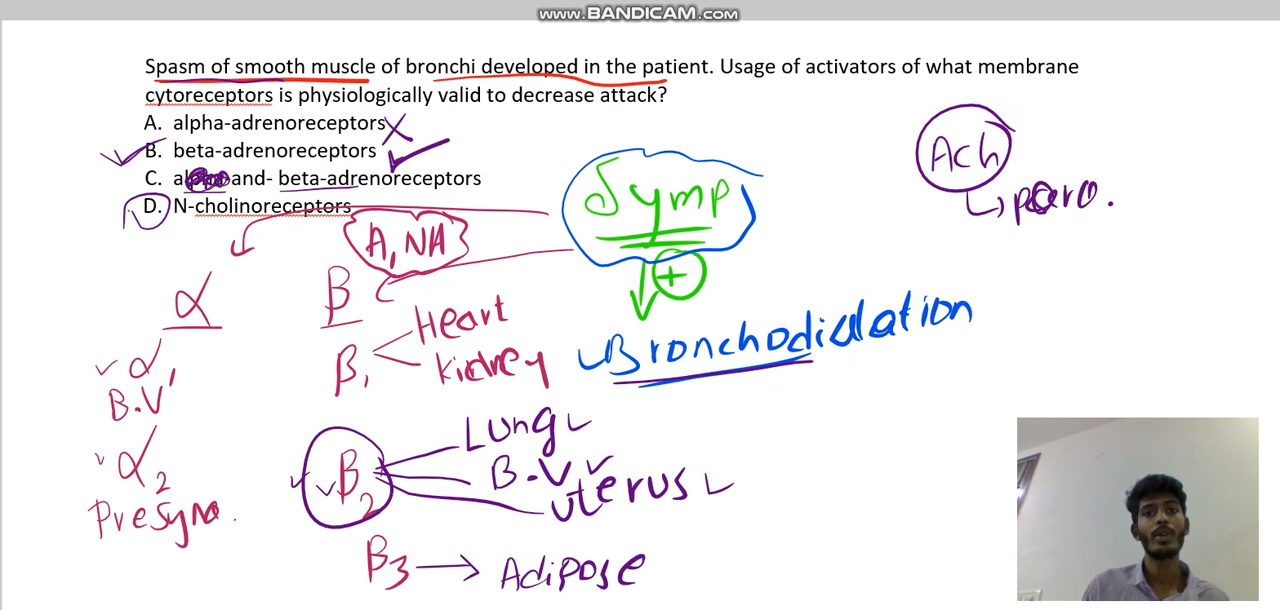 www.BANDICAM.com
Spasm of smooth muscle of bronchi developed in the patient. Usage of activators of what membrane
cytoreceptors is physiologically valid to decrease attack?
A. alpha-adrenoreceptors
B. beta-adrenoreceptors
C. and- beta-adrenoreceptors
D. N-cholinoreceptors
Ach
Symp
A, NA
+
α
β
Heart
β1
Kidney
Bronchodialation
α1
B.V
Lung
β2
B.V
Uterus
α2
β3 → Adipose